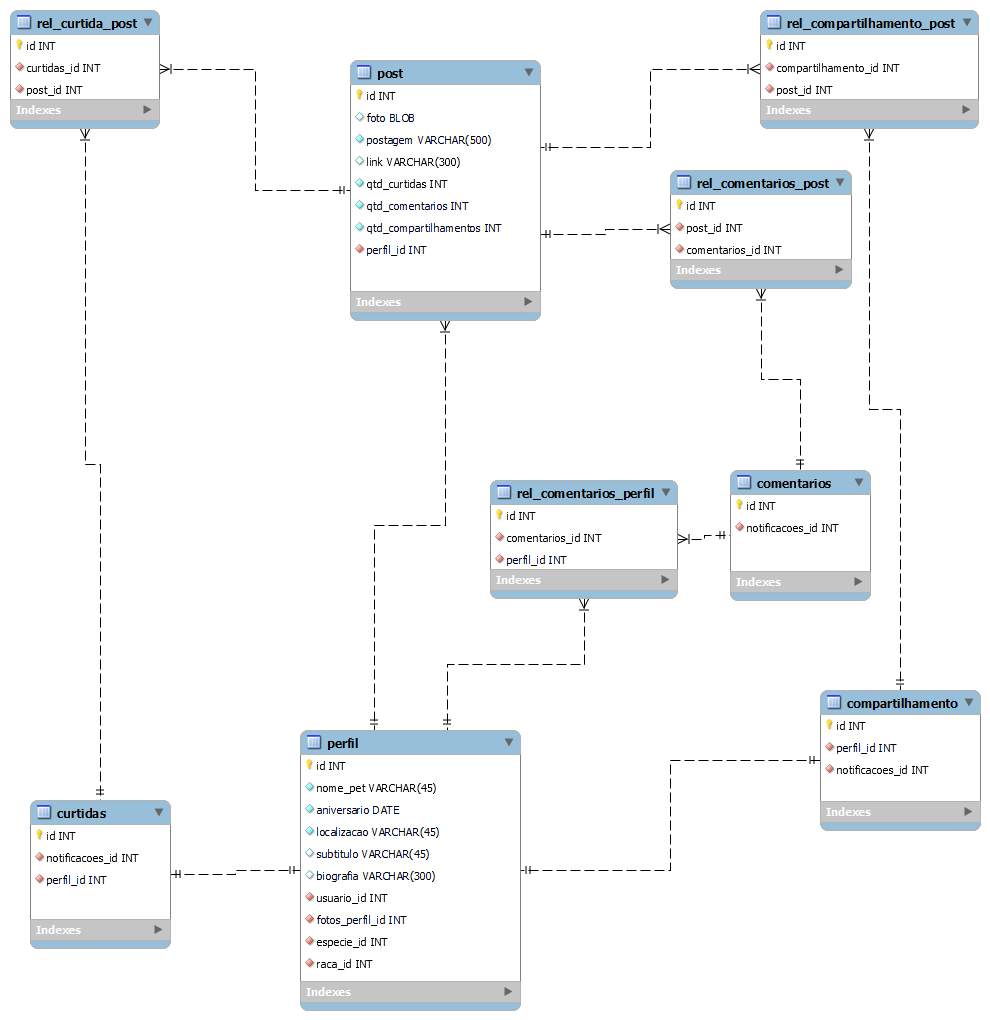 rel_curtida_post
id INT
curtidas_id INT
post_id INT
Indexes
post
id INT
foto BLOB
postagem VARCHAR(500)
link VARCHAR(300)
qtd_curtidas INT
qtd_comentarios INT
qtd_compartilhamentos INT
perfil_id INT
Indexes
rel_compartilhamento_post
id INT
compartilhamento_id INT
post_id INT
Indexes
rel_comentarios_post
id INT
post_id INT
comentarios_id INT
Indexes
rel_comentarios_perfil
id INT
comentarios_id INT
perfil_id INT
Indexes
comentarios
id INT
notificacoes_id INT
Indexes
compartilhamento
id INT
perfil_id INT
notificacoes_id INT
Indexes
perfil
id INT
nome_pet VARCHAR(45)
aniversario DATE
localizacao VARCHAR(45)
subtitulo VARCHAR(45)
biografia VARCHAR(300)
usuario_id INT
fotos_perfil_id INT
especie_id INT
raca_id INT
Indexes
curtidas
id INT
notificacoes_id INT
perfil_id INT
Indexes